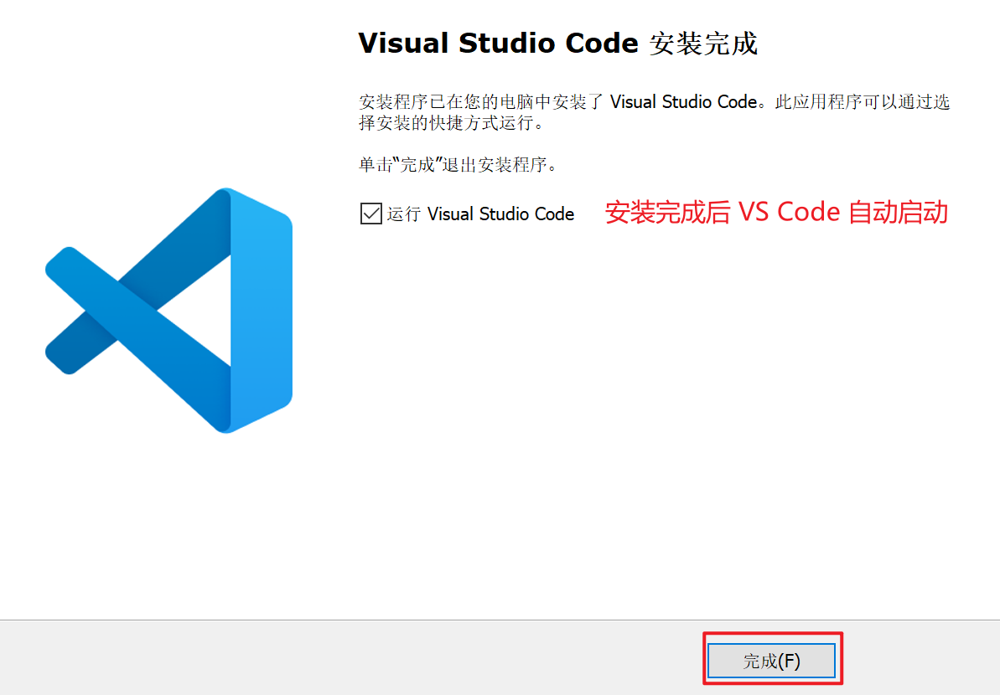 Visual Studio Code 安装完成
安装程序已在您的电脑中安装了 Visual Studio Code。此应用程序可以通过选
择安装的快捷方式运行。
单击“完成”退出安装程序。
运行 Visual Studio Code
安装完成后 VS Code 自动启动
完成(F)